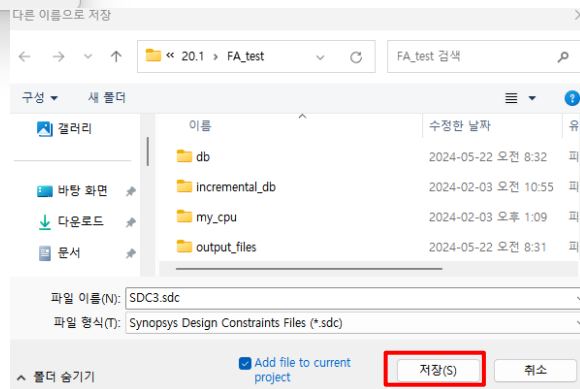 다른 이름으로 저장
« 20.1 > FA_test
FA_test 검색
구성
새 폴더
갤러리
바탕 화면
다운로드
문서
이름
수정한 날짜
유
db
2024-05-22 오전 8:32
incremental_db
2024-02-03 오전 10:55
my_cpu
2024-02-03 오후 1:09
output_files
2024-05-22 오전 8:31
파일 이름(N): SDC3.sdc
파일 형식(T): Synopsys Design Constraints Files (*.sdc)
폴더 숨기기
Add file to current
project
저장(S)
취소